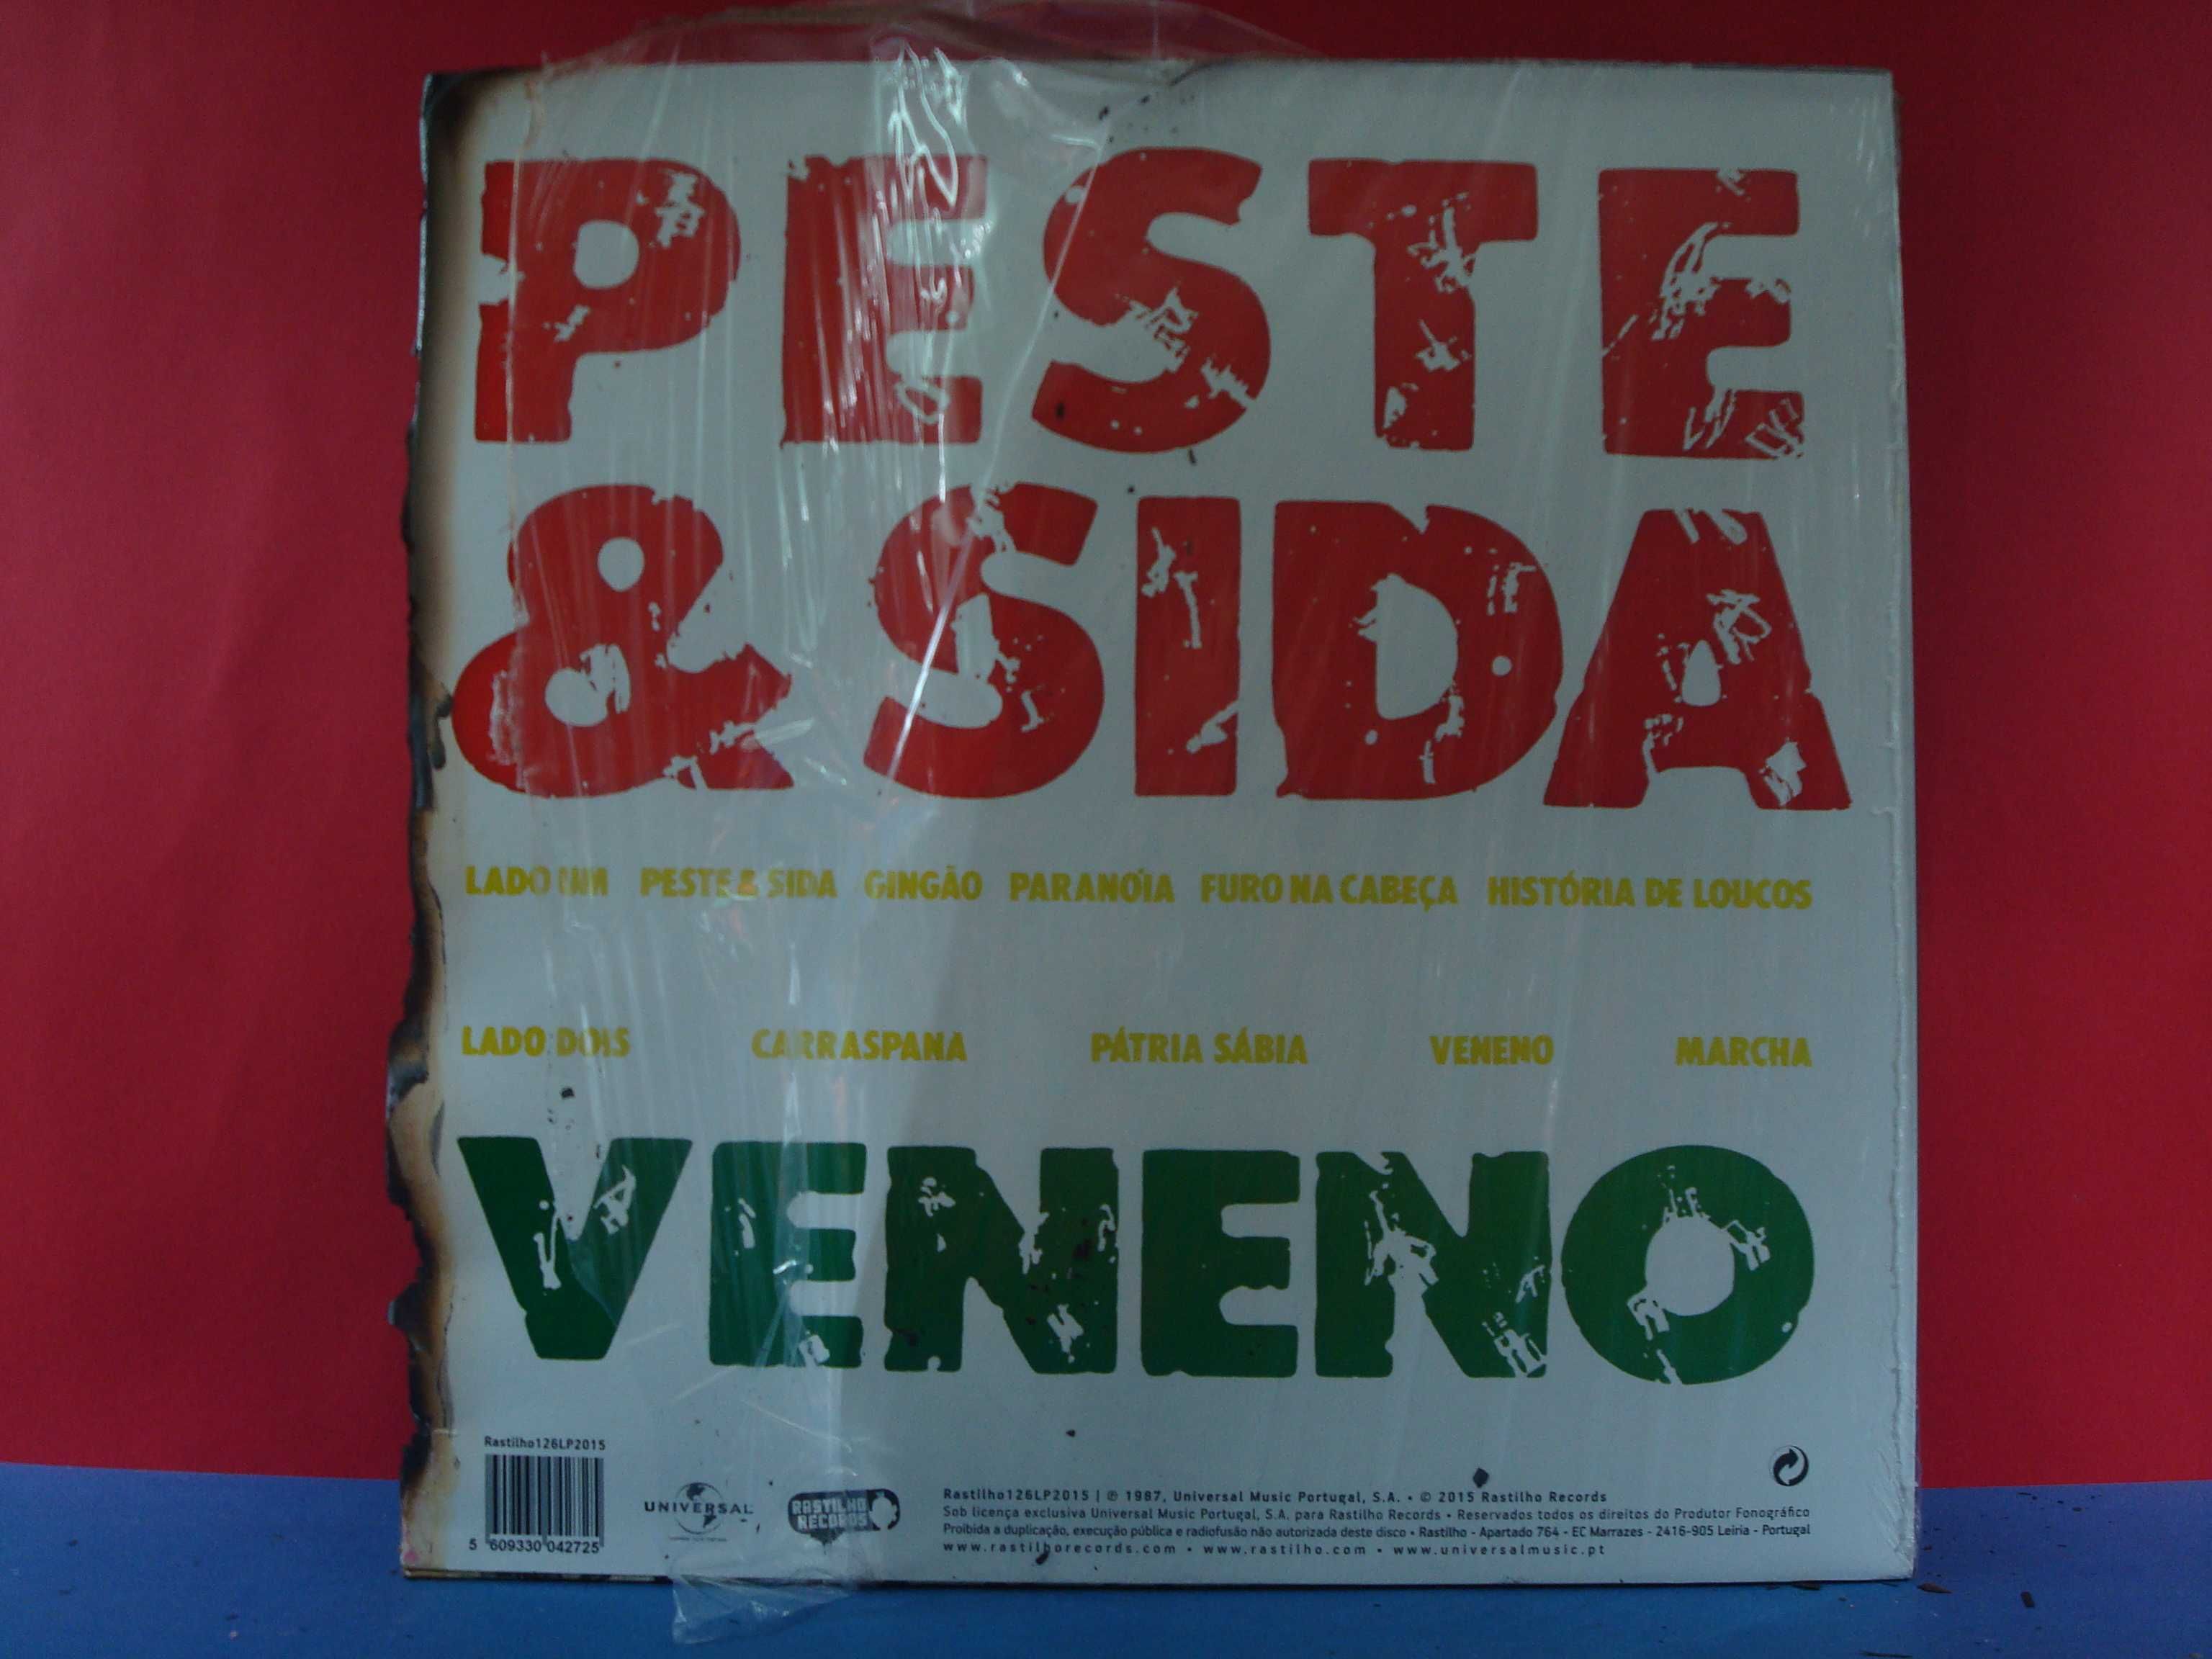 PESTE
& SIDA
LADO UM PESTE & SIDA GINGÃO PARANÓIA FURO NA CABEÇA HISTÓRIA DE LOUCOS
LADO DOIS CARRASPANA PÁTRIA SÁBIA VENENO MARCHA
VENENO
Rastilho126LP2015
5 609330 042725
UNIVERSAL
RASTILHO
RECORDS
Rastilho126LP2015 | ℗ 1987, Universal Music Portugal, S.A. • © 2015 Rastilho Records
Sob licença exclusiva Universal Music Portugal, S.A. para Rastilho Records • Reservados todos os direitos do Produtor Fonográfico
Proibida a duplicação, execução pública e radiofusão não autorizada deste disco • Rastilho - Apartado 764 - EC Marrazes - 2416-905 Leiria - Portugal
www.rastilhorecords.com • www.rastilho.com • www.universalmusic.pt